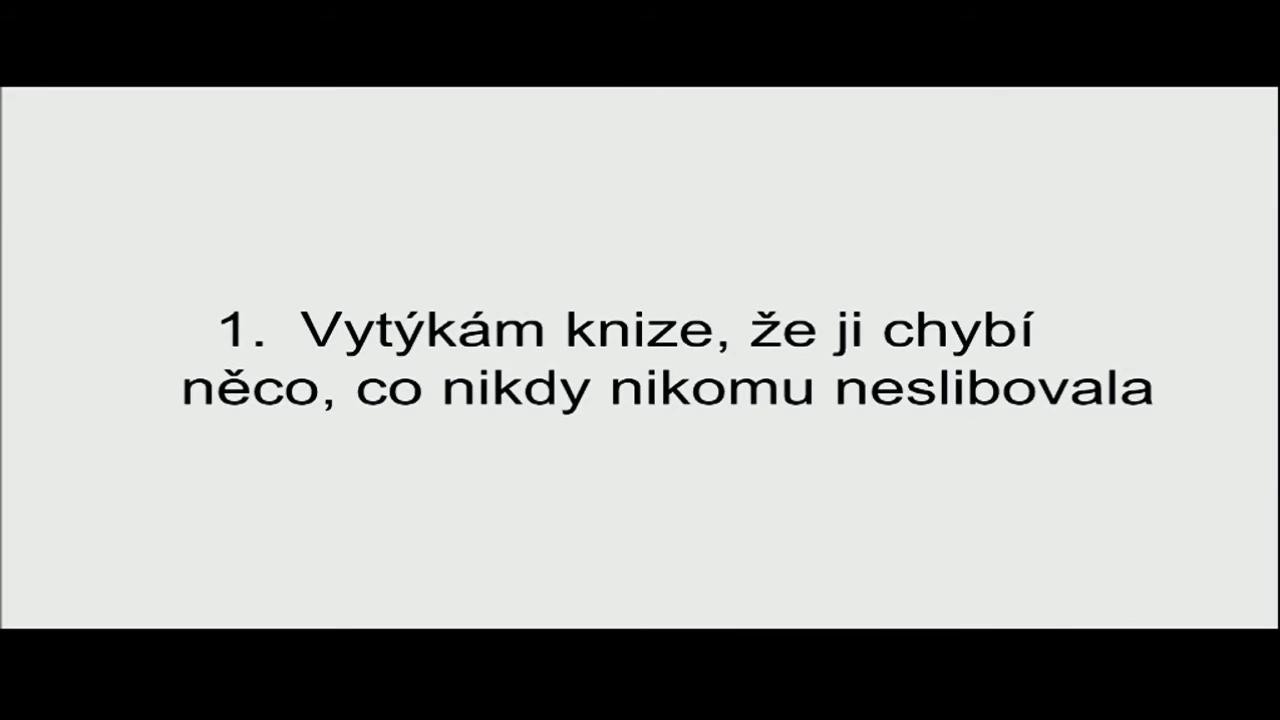 1. Vytýkám knize, že ji chybí
něco, co nikdy nikomu neslibovala